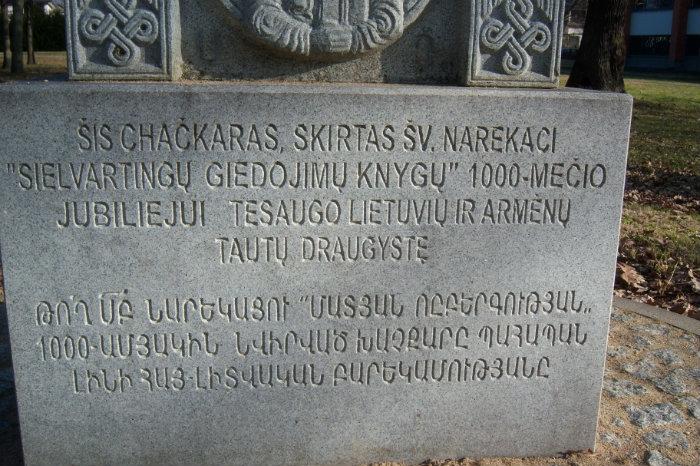 ŠIS CHAČKARAS, SKIRTAS ŠV. NAREKACI
"SIELVARTINGŲ GIEDOJIMŲ KNYGŲ" 1000-MEČIO
JUBILIEJUI TESAUGO LIETUVIŲ IR ARMĖNŲ
TAUTŲ DRAUGYSTĘ
ԹՈՂ ՍԲ ՆԱՐԵԿԱՑՈՒ "ՄԱՏՅԱՆ ՈՂԲԵՐԳՈՒԹՅԱՆ,,
1000-ԱՄՅԱԿԻՆ ՆՎԻՐՎԱԾ ԽԱՉՔԱՐԸ ՊԱՀԱՊԱՆ
ԼԻՆԻ ՀԱՅ-ԼԻՏՎԱԿԱՆ ԲԱՐԵԿԱՄՈՒԹՅԱՆԸ